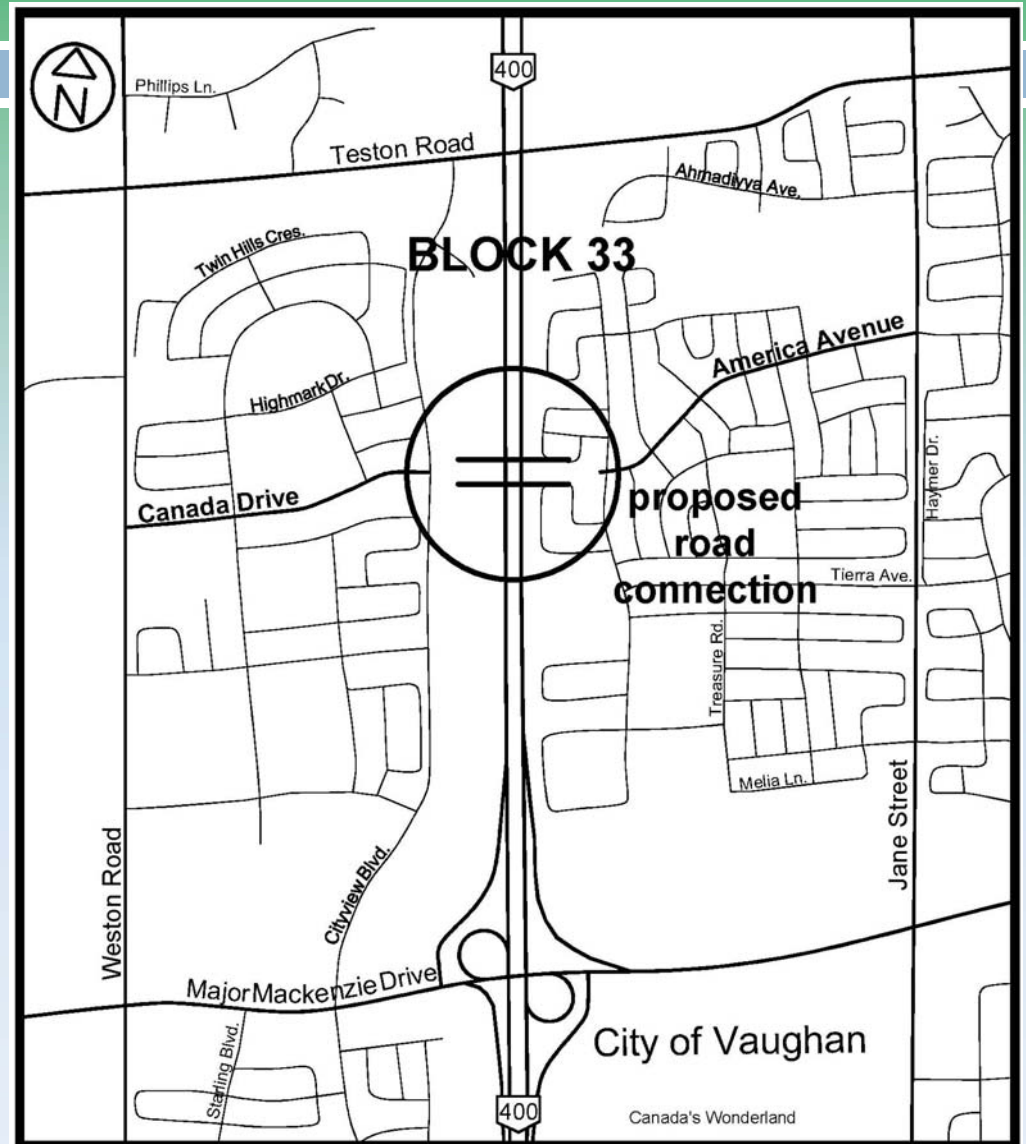 400
Phillips Ln.
N
Teston Road
Ahmadiyya Ave.
Twin Hills Cres.
BLOCK 33
America Avenue
Highmark Dr.
Haymer Dr.
Canada Drive
proposed
road
connection
Tierra Ave.
Treasure Rd.
Melia Ln.
Jane Street
Weston Road
Cityview Blvd.
Major Mackenzie Drive
City of Vaughan
Starling Blvd.
400
Canada's Wonderland